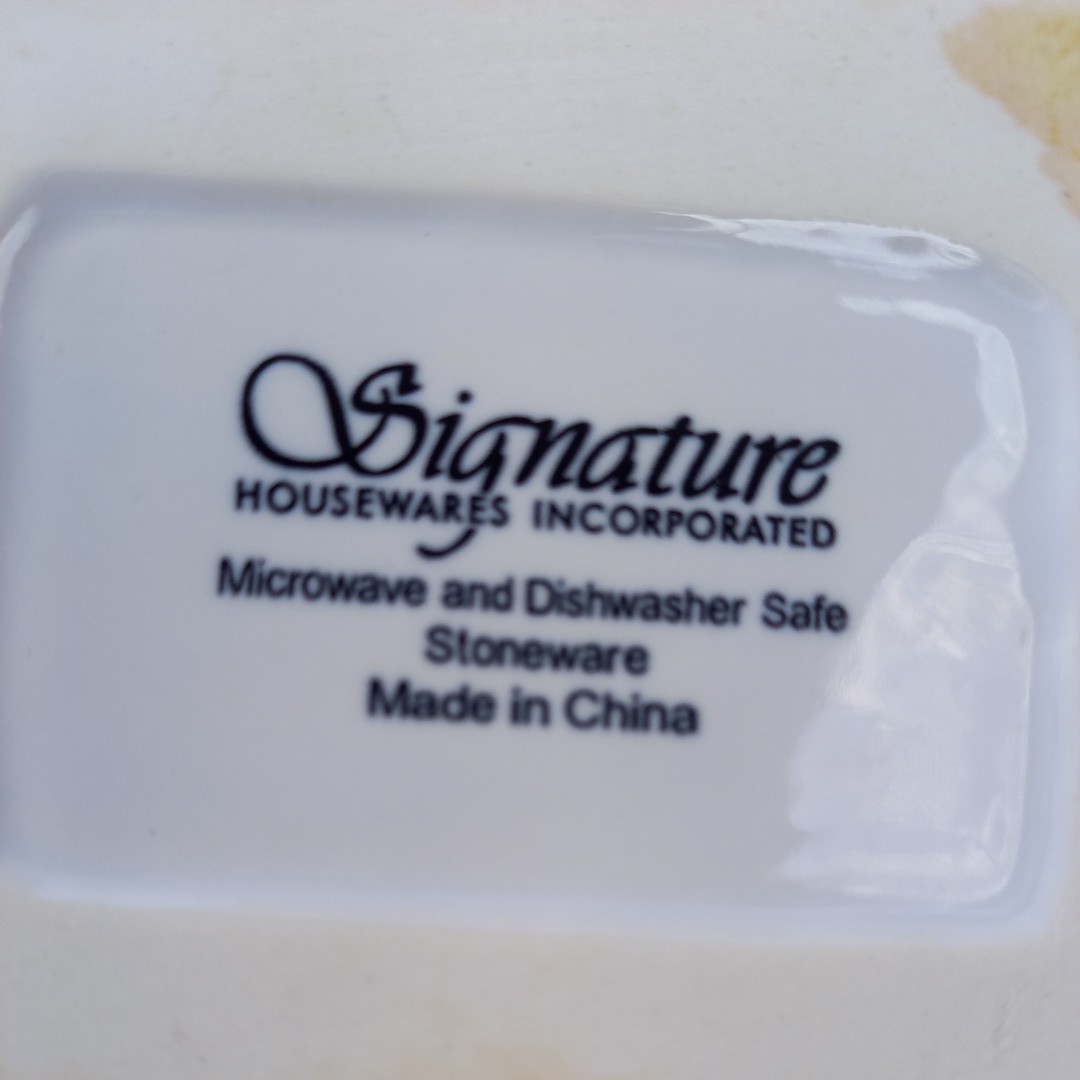 Signature
HOUSEWARES INCORPORATED
Microwave and Dishwasher Safe
Stoneware
Made in China